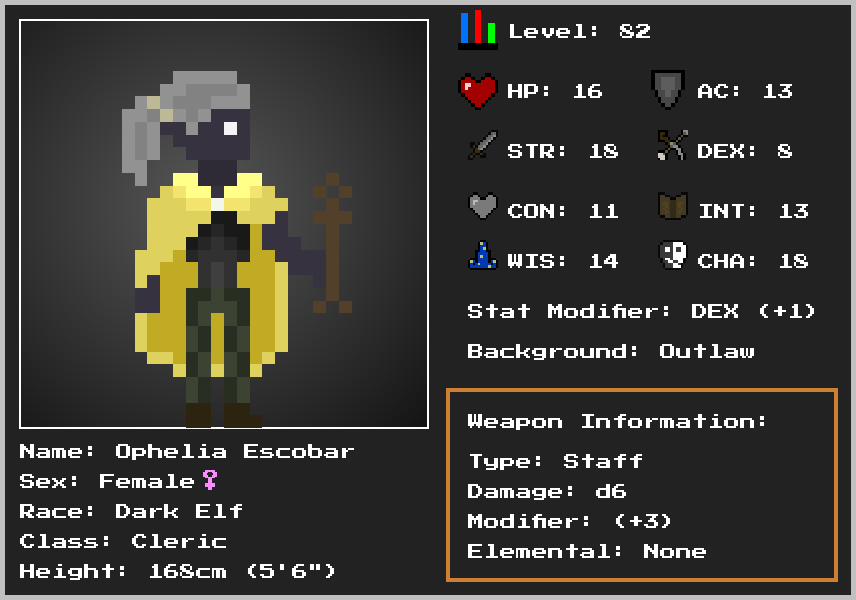 Level: 82
HP: 16 AC: 13
STR: 18 DEX: 8
CON: 11 INT: 13
WIS: 14 CHA: 18
Stat Modifier: DEX (+1)
Background: Outlaw
Weapon Information:
Type: Staff
Damage: d6
Modifier: (+3)
Elemental: None
Name: Ophelia Escobar
Sex: Female♀
Race: Dark Elf
Class: Cleric
Height: 168cm (5'6")